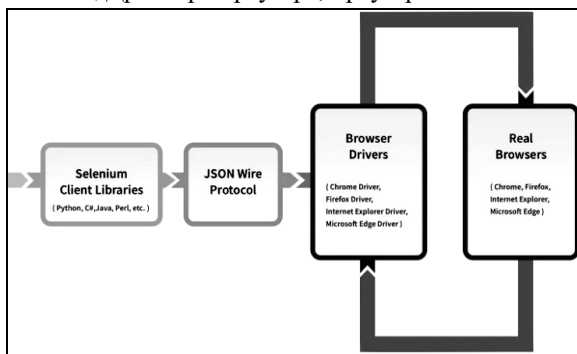 Selenium
Client Libraries
( Python, C#,Java, Perl, etc. )
JSON Wire
Protocol
Browser
Drivers
( Chrome Driver,
Firefox Driver,
Internet Explorer Driver,
Microsoft Edge Driver )
Real
Browsers
( Chrome, Firefox,
Internet Explorer,
Microsoft Edge )